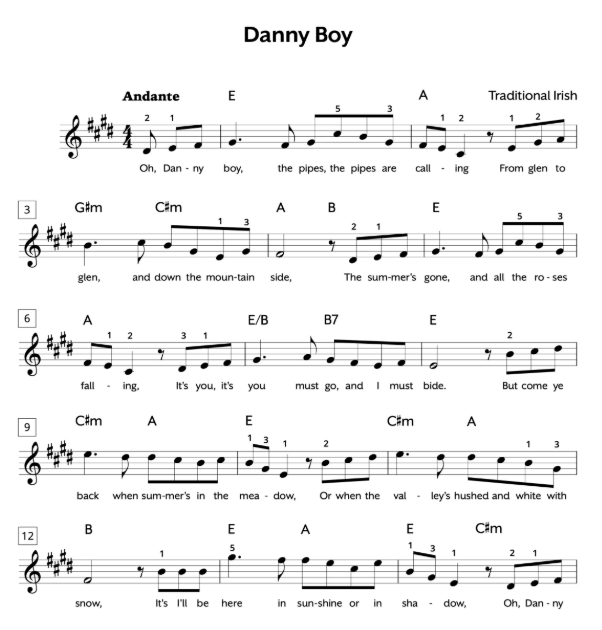 Danny Boy
Andante E A Traditional Irish
2 1 5 3 1 2 1 2
4
4
Oh, Dan - ny boy, the pipes, the pipes are call - ing From glen to
3 G#m C#m A B E
1 3 2 1 5 3
glen, and down the moun-tain side, The sum-mer's gone, and all the ro - ses
6 A E/B B7 E
1 2 3 1 2
fall - ing, It's you, it's you must go, and I must bide. But come ye
9 C#m A E C#m A
1 3 1 2 1 3
back when sum-mer's in the mea - dow, Or when the val - ley's hushed and white with
12 B E A E C#m
1 5 1 3 1 2 1
snow, It's I'll be here in sun-shine or in sha - dow, Oh, Dan - ny